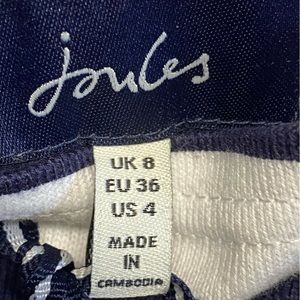 Joules
UK 8
EU 36
US 4
MADE
IN
CAMBODIA